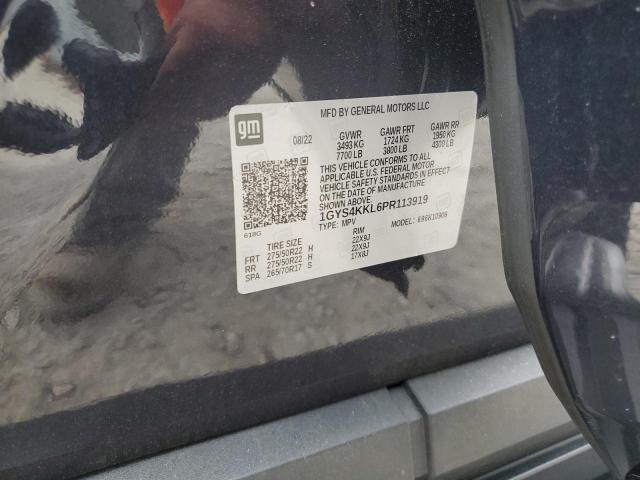 MFD BY GENERAL MOTORS LLC
gm
08/22 GVWR GAWR FRT GAWR RR
3493 KG 1724 KG 1950 KG
7700 LB 3800 LB 4300 LB
THIS VEHICLE CONFORMS TO ALL
APPLICABLE U.S. FEDERAL MOTOR
VEHICLE SAFETY STANDARDS IN EFFECT
ON THE DATE OF MANUFACTURE
SHOWN ABOVE.
1GYS4KKL6PR113919
TYPE: MPV MODEL: E6K10906
618G
TIRE SIZE RIM
FRT 275/50R22 H 22X9J
RR 275/50R22 H 22X9J
SPA 265/70R17 S 17X8J